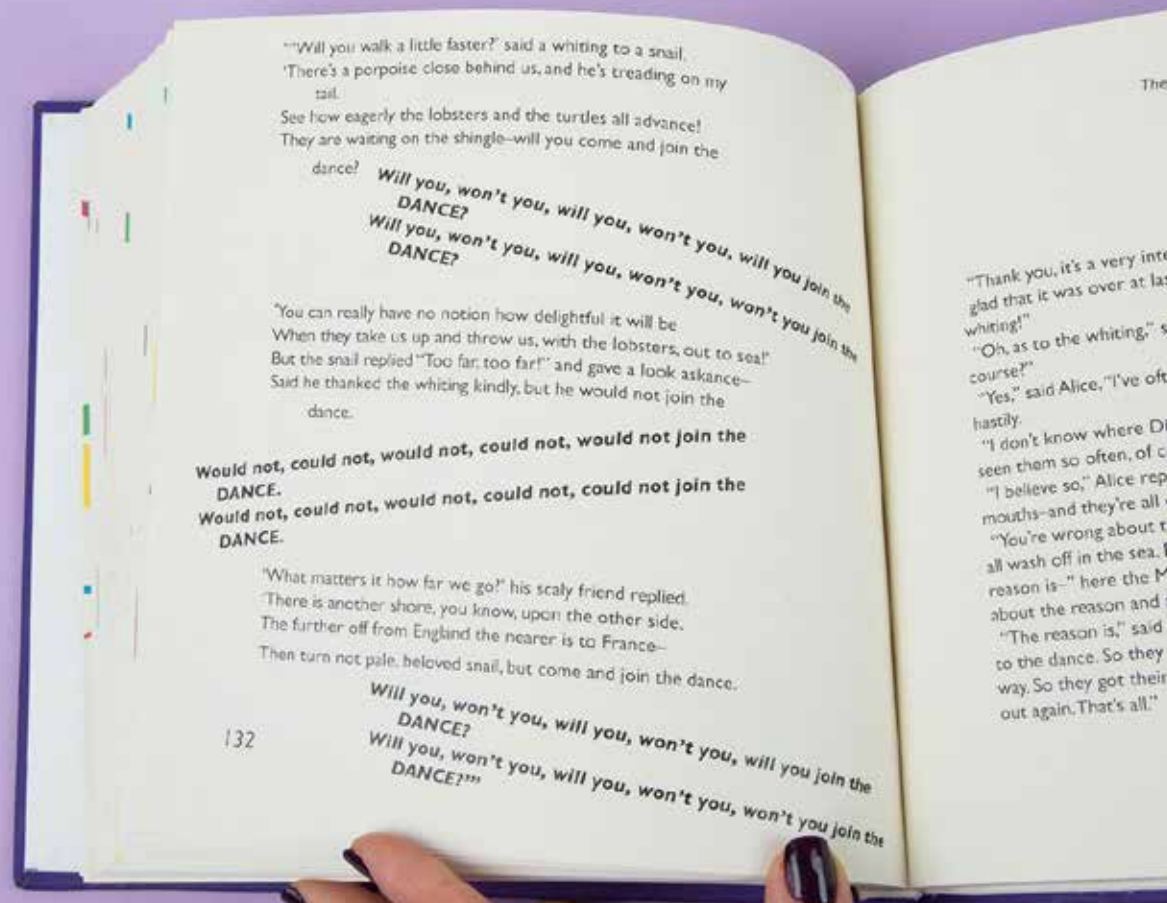 "'Will you walk a little faster?' said a whiting to a snail.
'There's a porpoise close behind us, and he's treading on my
tail.
See how eagerly the lobsters and the turtles all advance!
They are waiting on the shingle–will you come and join the
dance?
Will you, won't you, will you, won't you, will you join the
DANCE?
Will you, won't you, will you, won't you, won't you join the
DANCE?
'You can really have no notion how delightful it will be
When they take us up and throw us, with the lobsters, out to sea!'
But the snail replied "Too far, too far!" and gave a look askance–
Said he thanked the whiting kindly, but he would not join the
dance.
Would not, could not, would not, could not, would not join the
DANCE.
Would not, could not, would not, could not, could not join the
DANCE.
'What matters it how far we go?' his scaly friend replied.
'There is another shore, you know, upon the other side.
The further off from England the nearer is to France–
Then turn not pale, beloved snail, but come and join the dance.
Will you, won't you, will you, won't you, will you join the
DANCE?
Will you, won't you, will you, won't you, won't you join the
DANCE?'"
132
The
"Thank you, it's a very
glad that it was over at
whiting!"
"Oh, as to the whiting,"
course?"
"Yes," said Alice, "I've
hastily.
"I don't know where
seen them so often, of
"I believe so," Alice
mouths–and they're all
"You're wrong about
all wash off in the sea.
reason is–" here the
about the reason and
"The reason is," said
to the dance. So they
way. So they got their
out again. That's all."